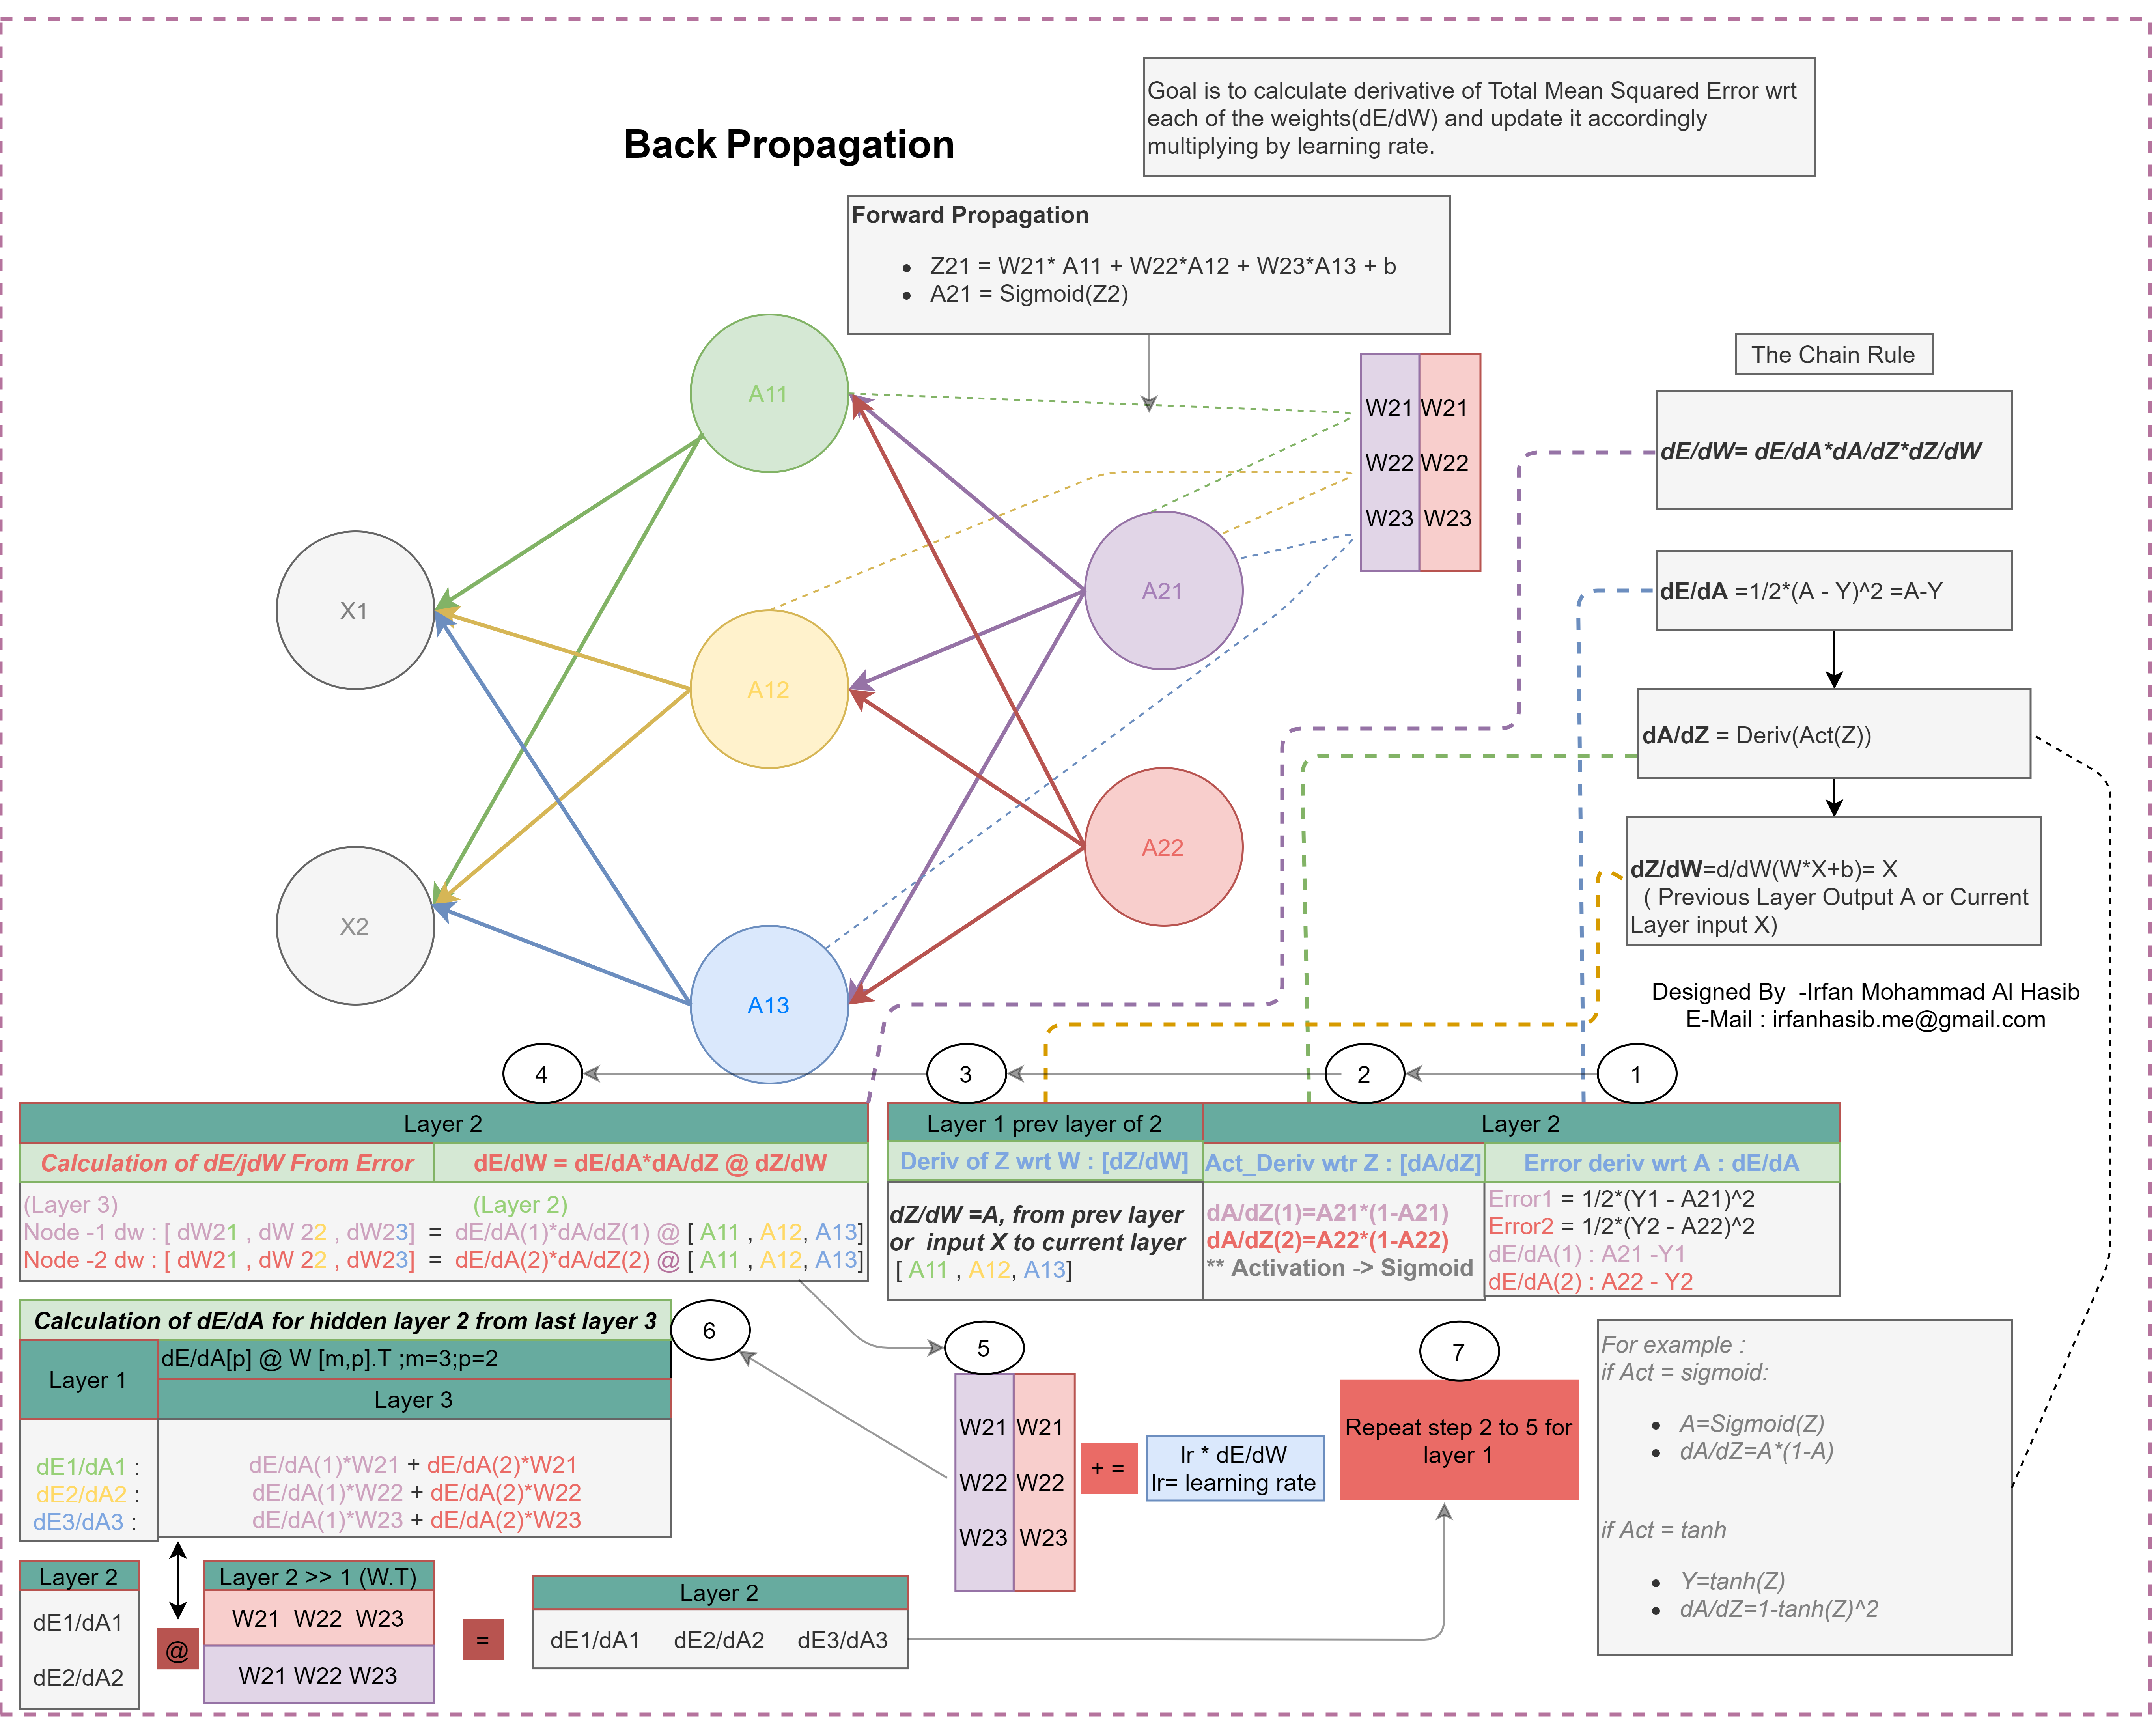 Back Propagation
Goal is to calculate derivative of Total Mean Squared Error wrt
each of the weights(dE/dW) and update it accordingly
multiplying by learning rate.
Forward Propagation
• Z21 = W21* A11 + W22*A12 + W23*A13 + b
• A21 = Sigmoid(Z2)
A11
A12
A13
X1
X2
A21
A22
W21 W21
W22 W22
W23 W23
The Chain Rule
dE/dW= dE/dA*dA/dZ*dZ/dW
dE/dA =1/2*(A - Y)^2 =A-Y
dA/dZ = Deriv(Act(Z))
dZ/dW=d/dW(W*X+b)= X
( Previous Layer Output A or Current
Layer input X)
Designed By -Irfan Mohammad Al Hasib
E-Mail : irfanhasib.me@gmail.com
4
3
2
1
Layer 2
Calculation of dE/jdW From Error
dE/dW = dE/dA*dA/dZ @ dZ/dW
(Layer 3) (Layer 2)
Node -1 dw : [ dW21 , dW 22 , dW23] = dE/dA(1)*dA/dZ(1) @ [ A11 , A12, A13]
Node -2 dw : [ dW21 , dW 22 , dW23] = dE/dA(2)*dA/dZ(2) @ [ A11 , A12, A13]
Layer 1 prev layer of 2
Deriv of Z wrt W : [dZ/dW]
dZ/dW =A, from prev layer
or input X to current layer
[ A11 , A12, A13]
Layer 2
Act_Deriv wtr Z : [dA/dZ]
dA/dZ(1)=A21*(1-A21)
dA/dZ(2)=A22*(1-A22)
** Activation -> Sigmoid
Error deriv wrt A : dE/dA
Error1 = 1/2*(Y1 - A21)^2
Error2 = 1/2*(Y2 - A22)^2
dE/dA(1) : A21 -Y1
dE/dA(2) : A22 - Y2
Calculation of dE/dA for hidden layer 2 from last layer 3
6
Layer 1
dE/dA[p] @ W [m,p].T ;m=3;p=2
Layer 3
dE1/dA1 : dE/dA(1)*W21 + dE/dA(2)*W21
dE2/dA2 : dE/dA(1)*W22 + dE/dA(2)*W22
dE3/dA3 : dE/dA(1)*W23 + dE/dA(2)*W23
5
W21 W21
W22 W22
W23 W23
+ =
lr * dE/dW
lr= learning rate
7
Repeat step 2 to 5 for
layer 1
For example :
if Act = sigmoid:
• A=Sigmoid(Z)
• dA/dZ=A*(1-A)
if Act = tanh
• Y=tanh(Z)
• dA/dZ=1-tanh(Z)^2
Layer 2
dE1/dA1
dE2/dA2
@
Layer 2 >> 1 (W.T)
W21 W22 W23
W21 W22 W23
=
Layer 2
dE1/dA1 dE2/dA2 dE3/dA3